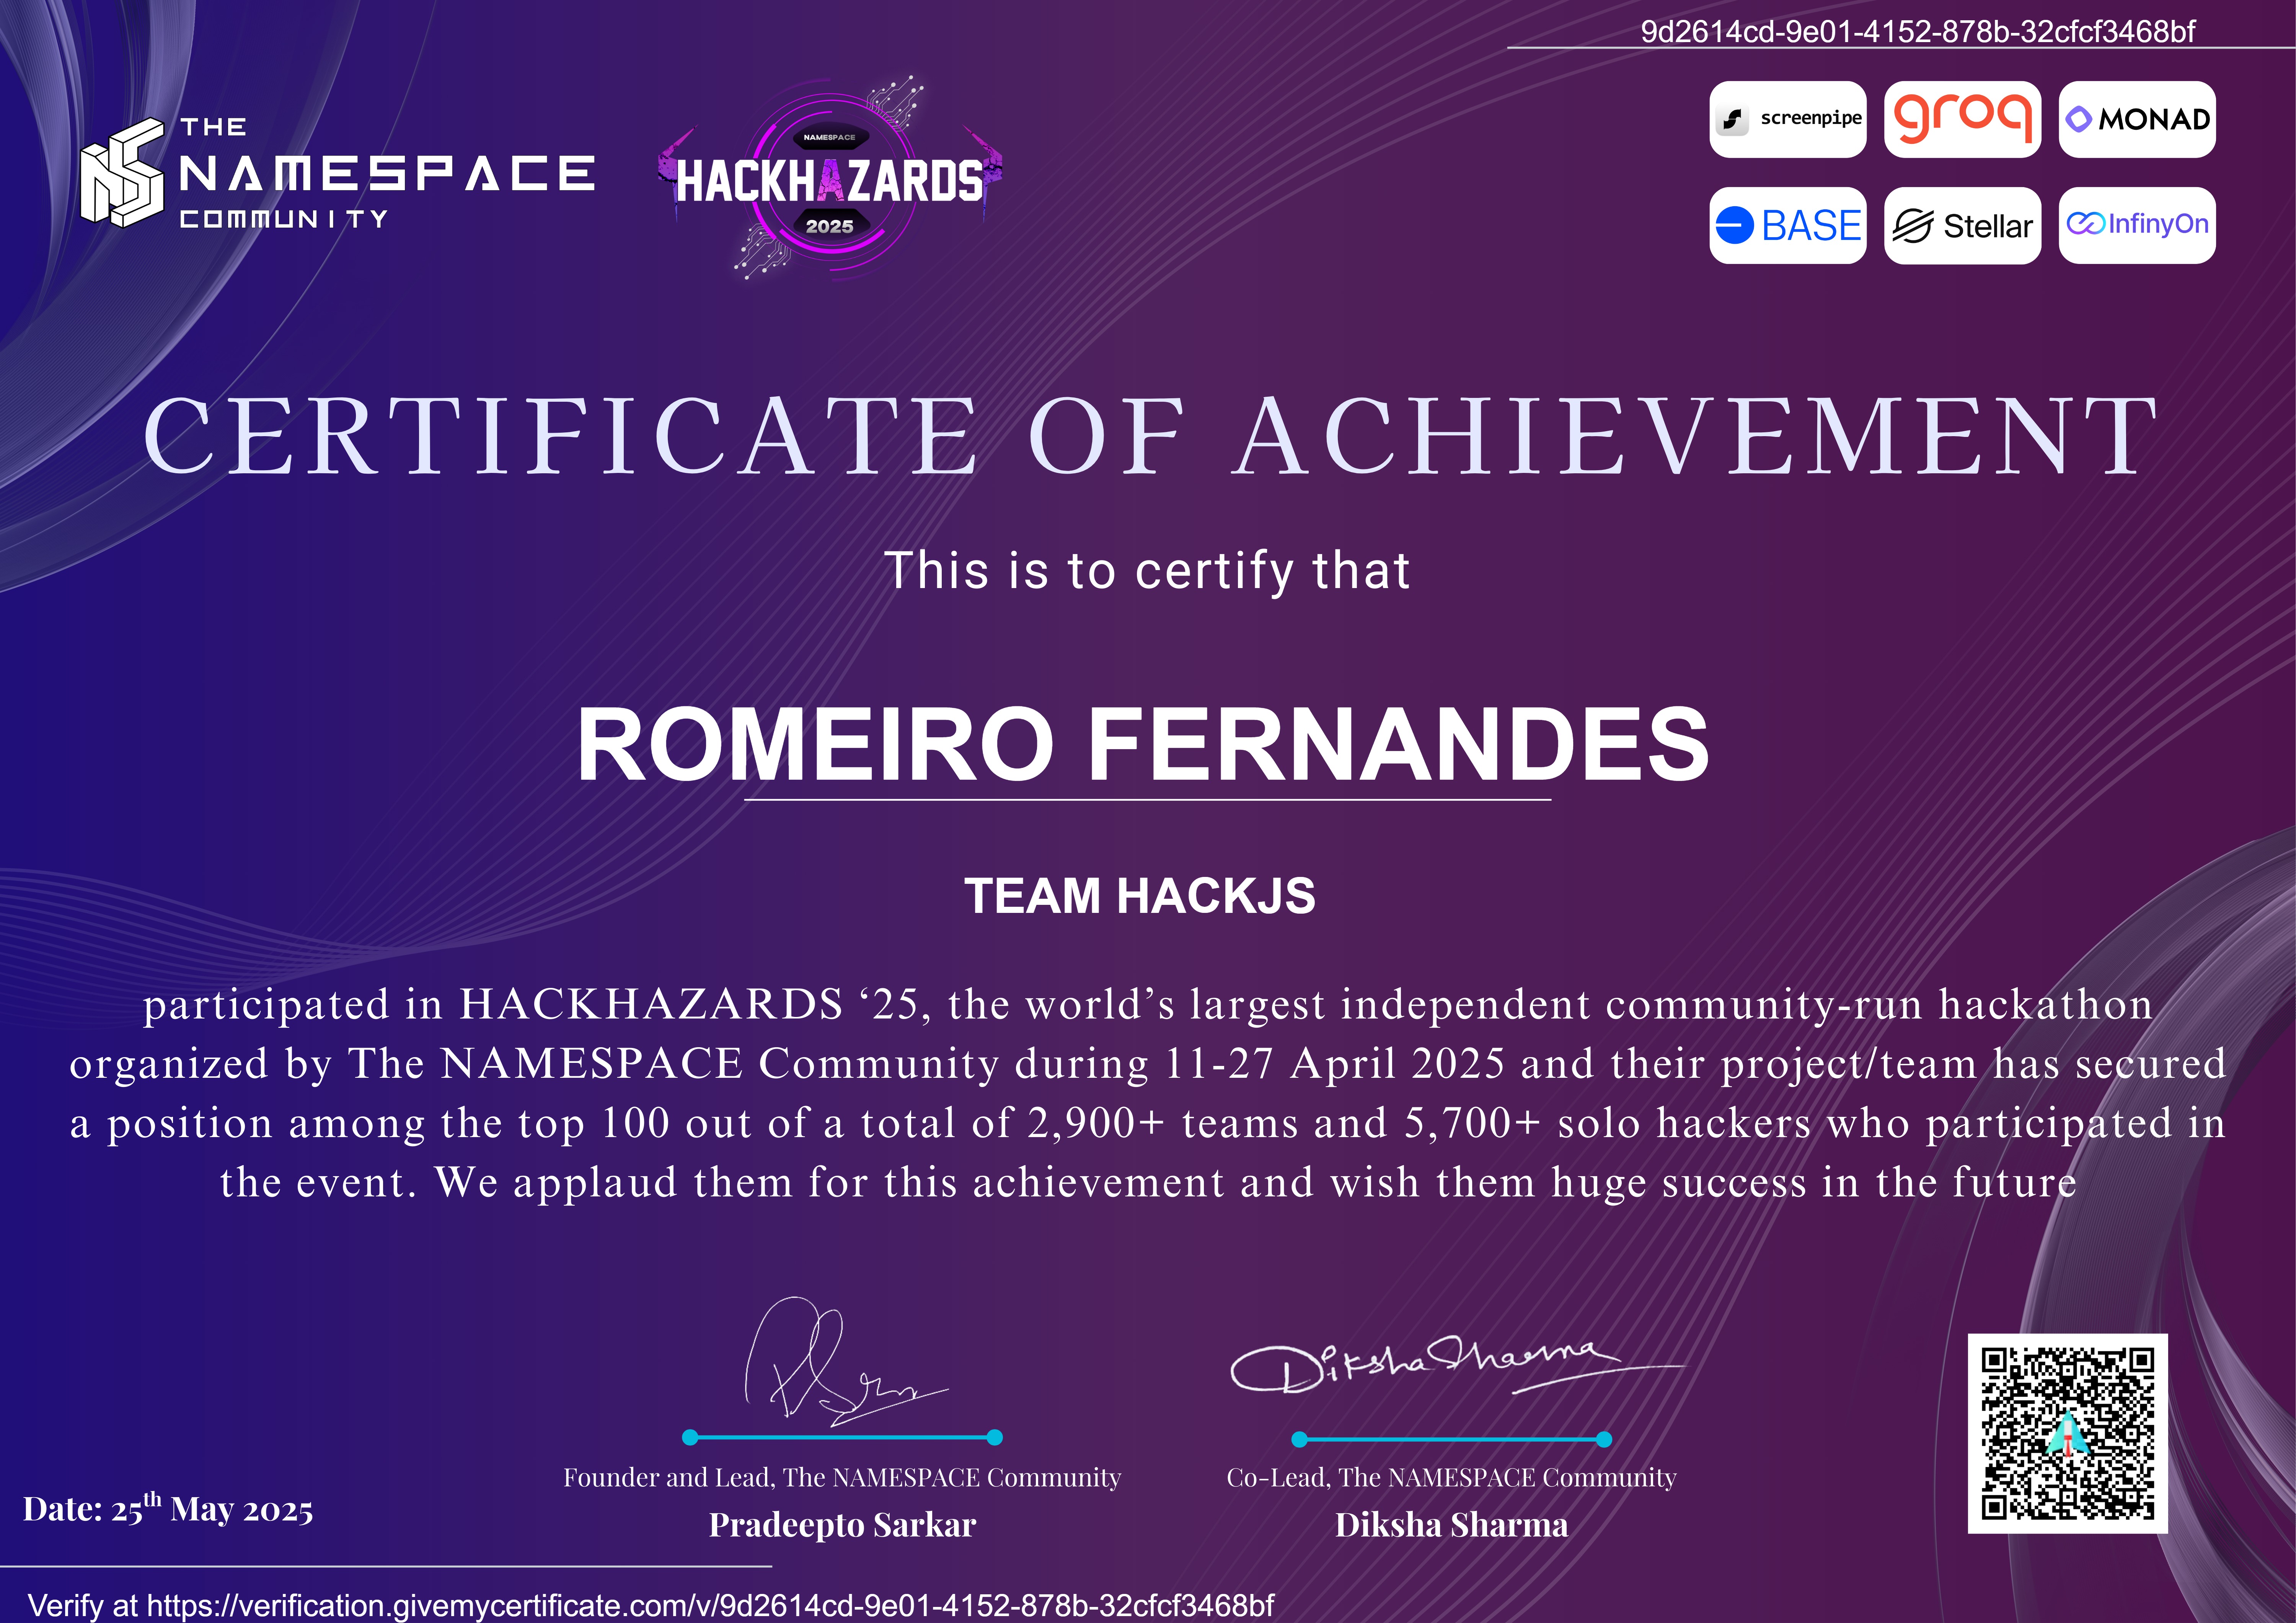 9d2614cd-9e01-4152-878b-32cfcf3468bf
THE
NAMESPACE
COMMUNITY
NAMESPACE
HACKHAZARDS
2025
screenpipe
groq
MONAD
BASE
Stellar
InfinyOn
CERTIFICATE OF ACHIEVEMENT
This is to certify that
ROMEIRO FERNANDES
TEAM HACKJS
participated in HACKHAZARDS ‘25, the world’s largest independent community-run hackathon
organized by The NAMESPACE Community during 11-27 April 2025 and their project/team has secured
a position among the top 100 out of a total of 2,900+ teams and 5,700+ solo hackers who participated in
the event. We applaud them for this achievement and wish them huge success in the future
Diksha Sharma
Founder and Lead, The NAMESPACE Community
Pradeepto Sarkar
Co-Lead, The NAMESPACE Community
Diksha Sharma
Date: 25th May 2025
Verify at https://verification.givemycertificate.com/v/9d2614cd-9e01-4152-878b-32cfcf3468bf